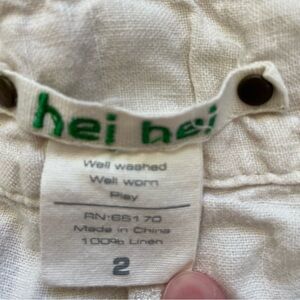 hei hei
Well washed
Well worn
Play
RN:65170
Made in China
100% Linen
2